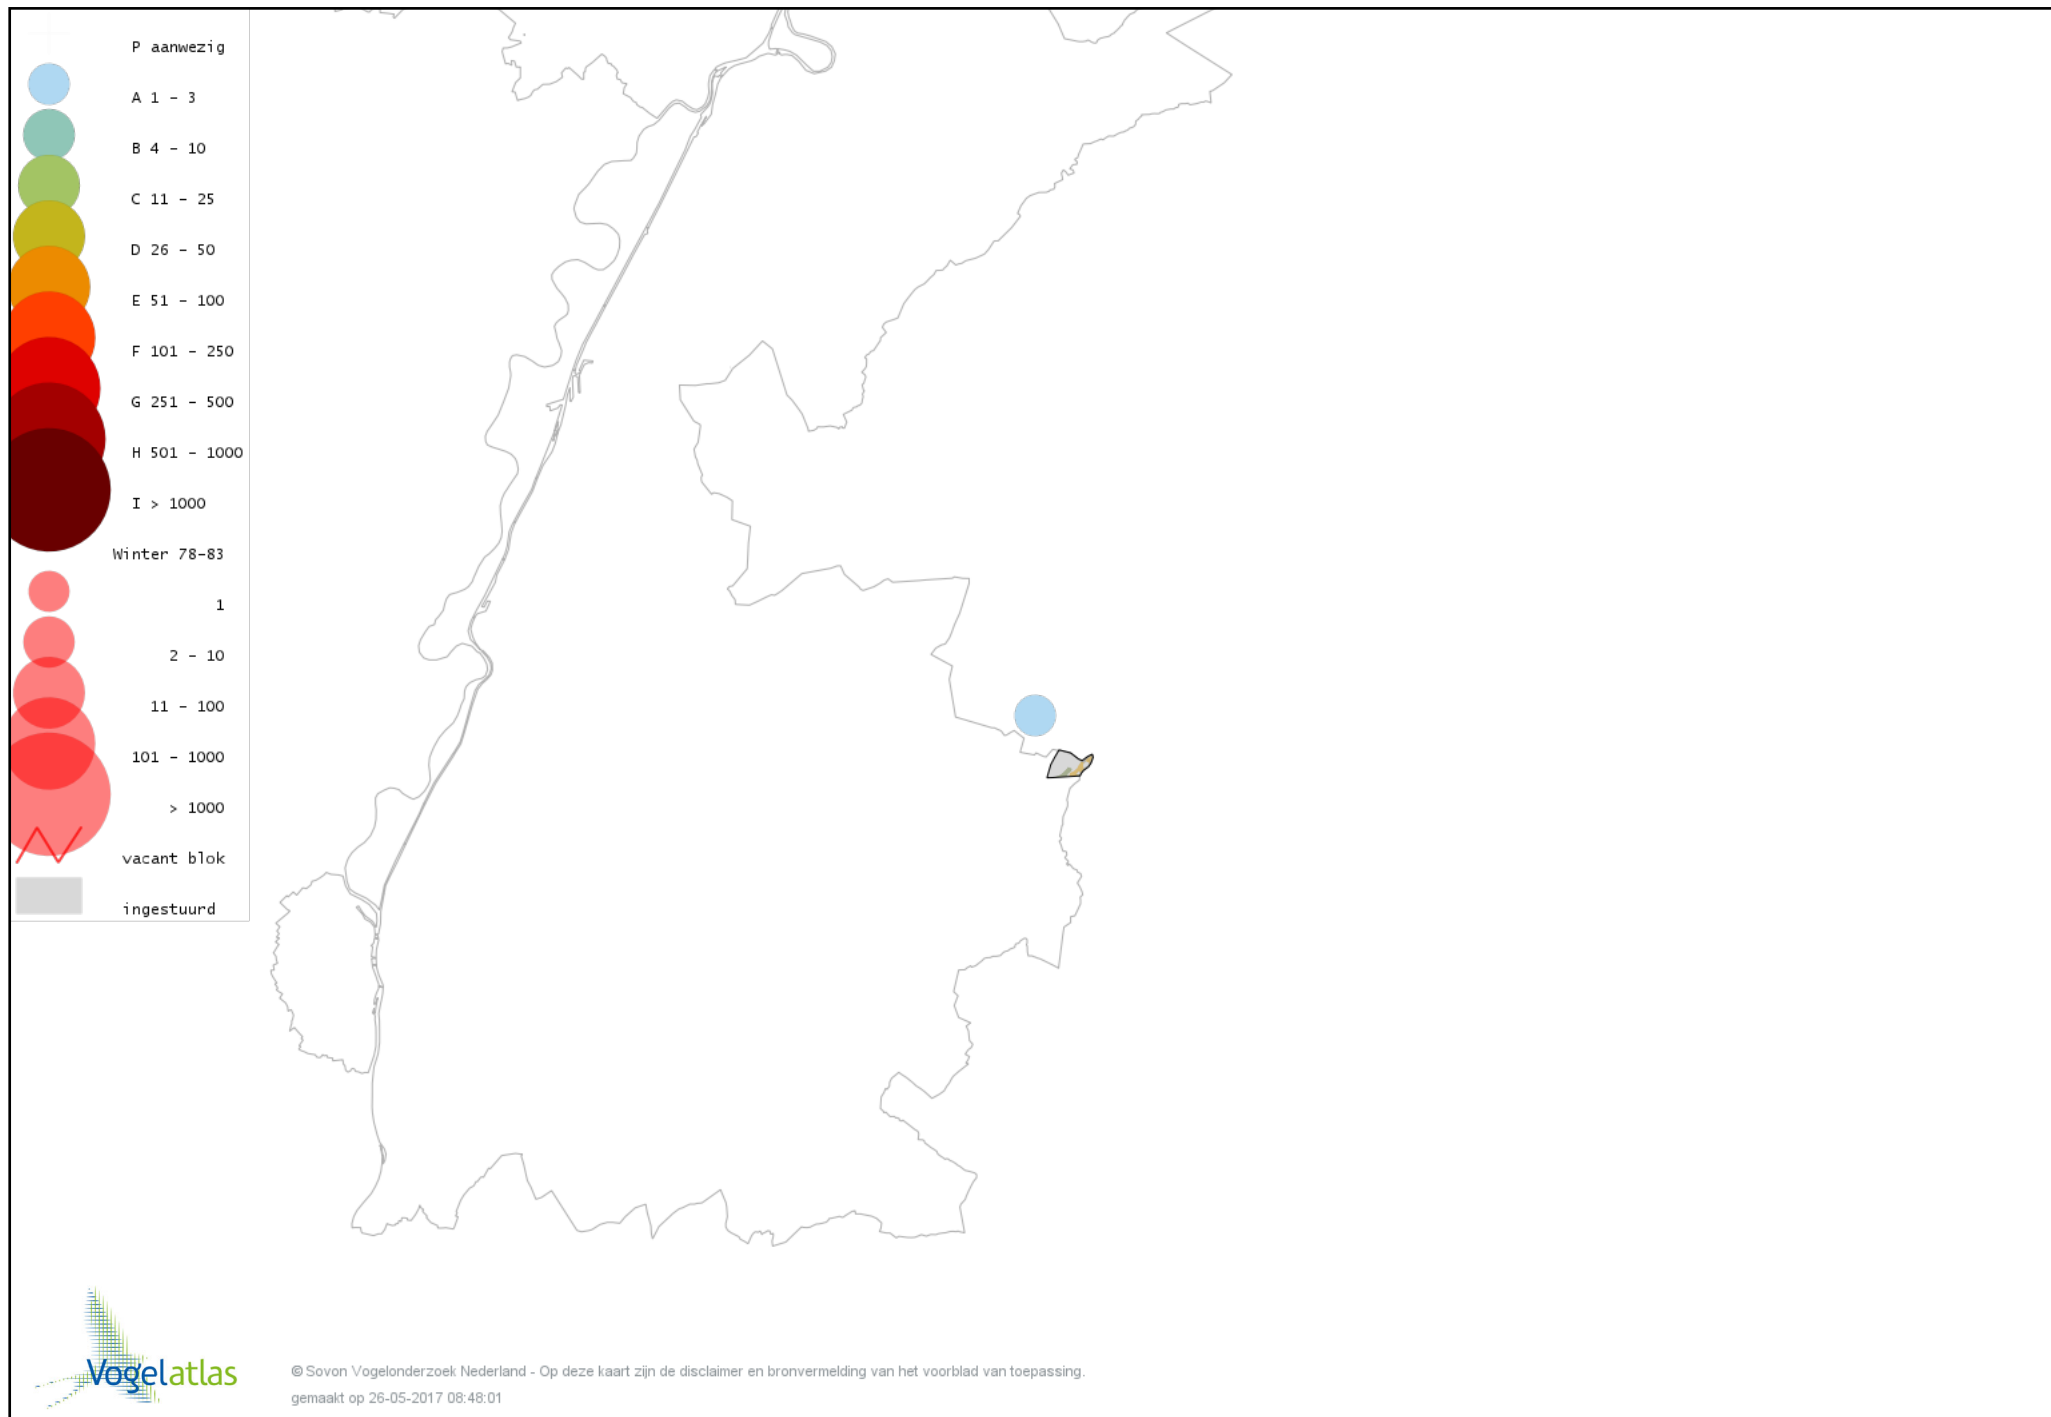 P aanwezig
A 1 – 3
B 4 – 10
C 11 – 25
D 26 – 50
E 51 – 100
F 101 – 250
G 251 – 500
H 501 – 1000
I > 1000
Winter 78-83
1
2 – 10
11 – 100
101 – 1000
> 1000
vacant blok
ingestuurd
Vogelatlas
© Sovon Vogelonderzoek Nederland - Op deze kaart zijn de disclaimer en bronvermelding van het voorblad van toepassing.
gemaakt op 26-05-2017 08:48:01